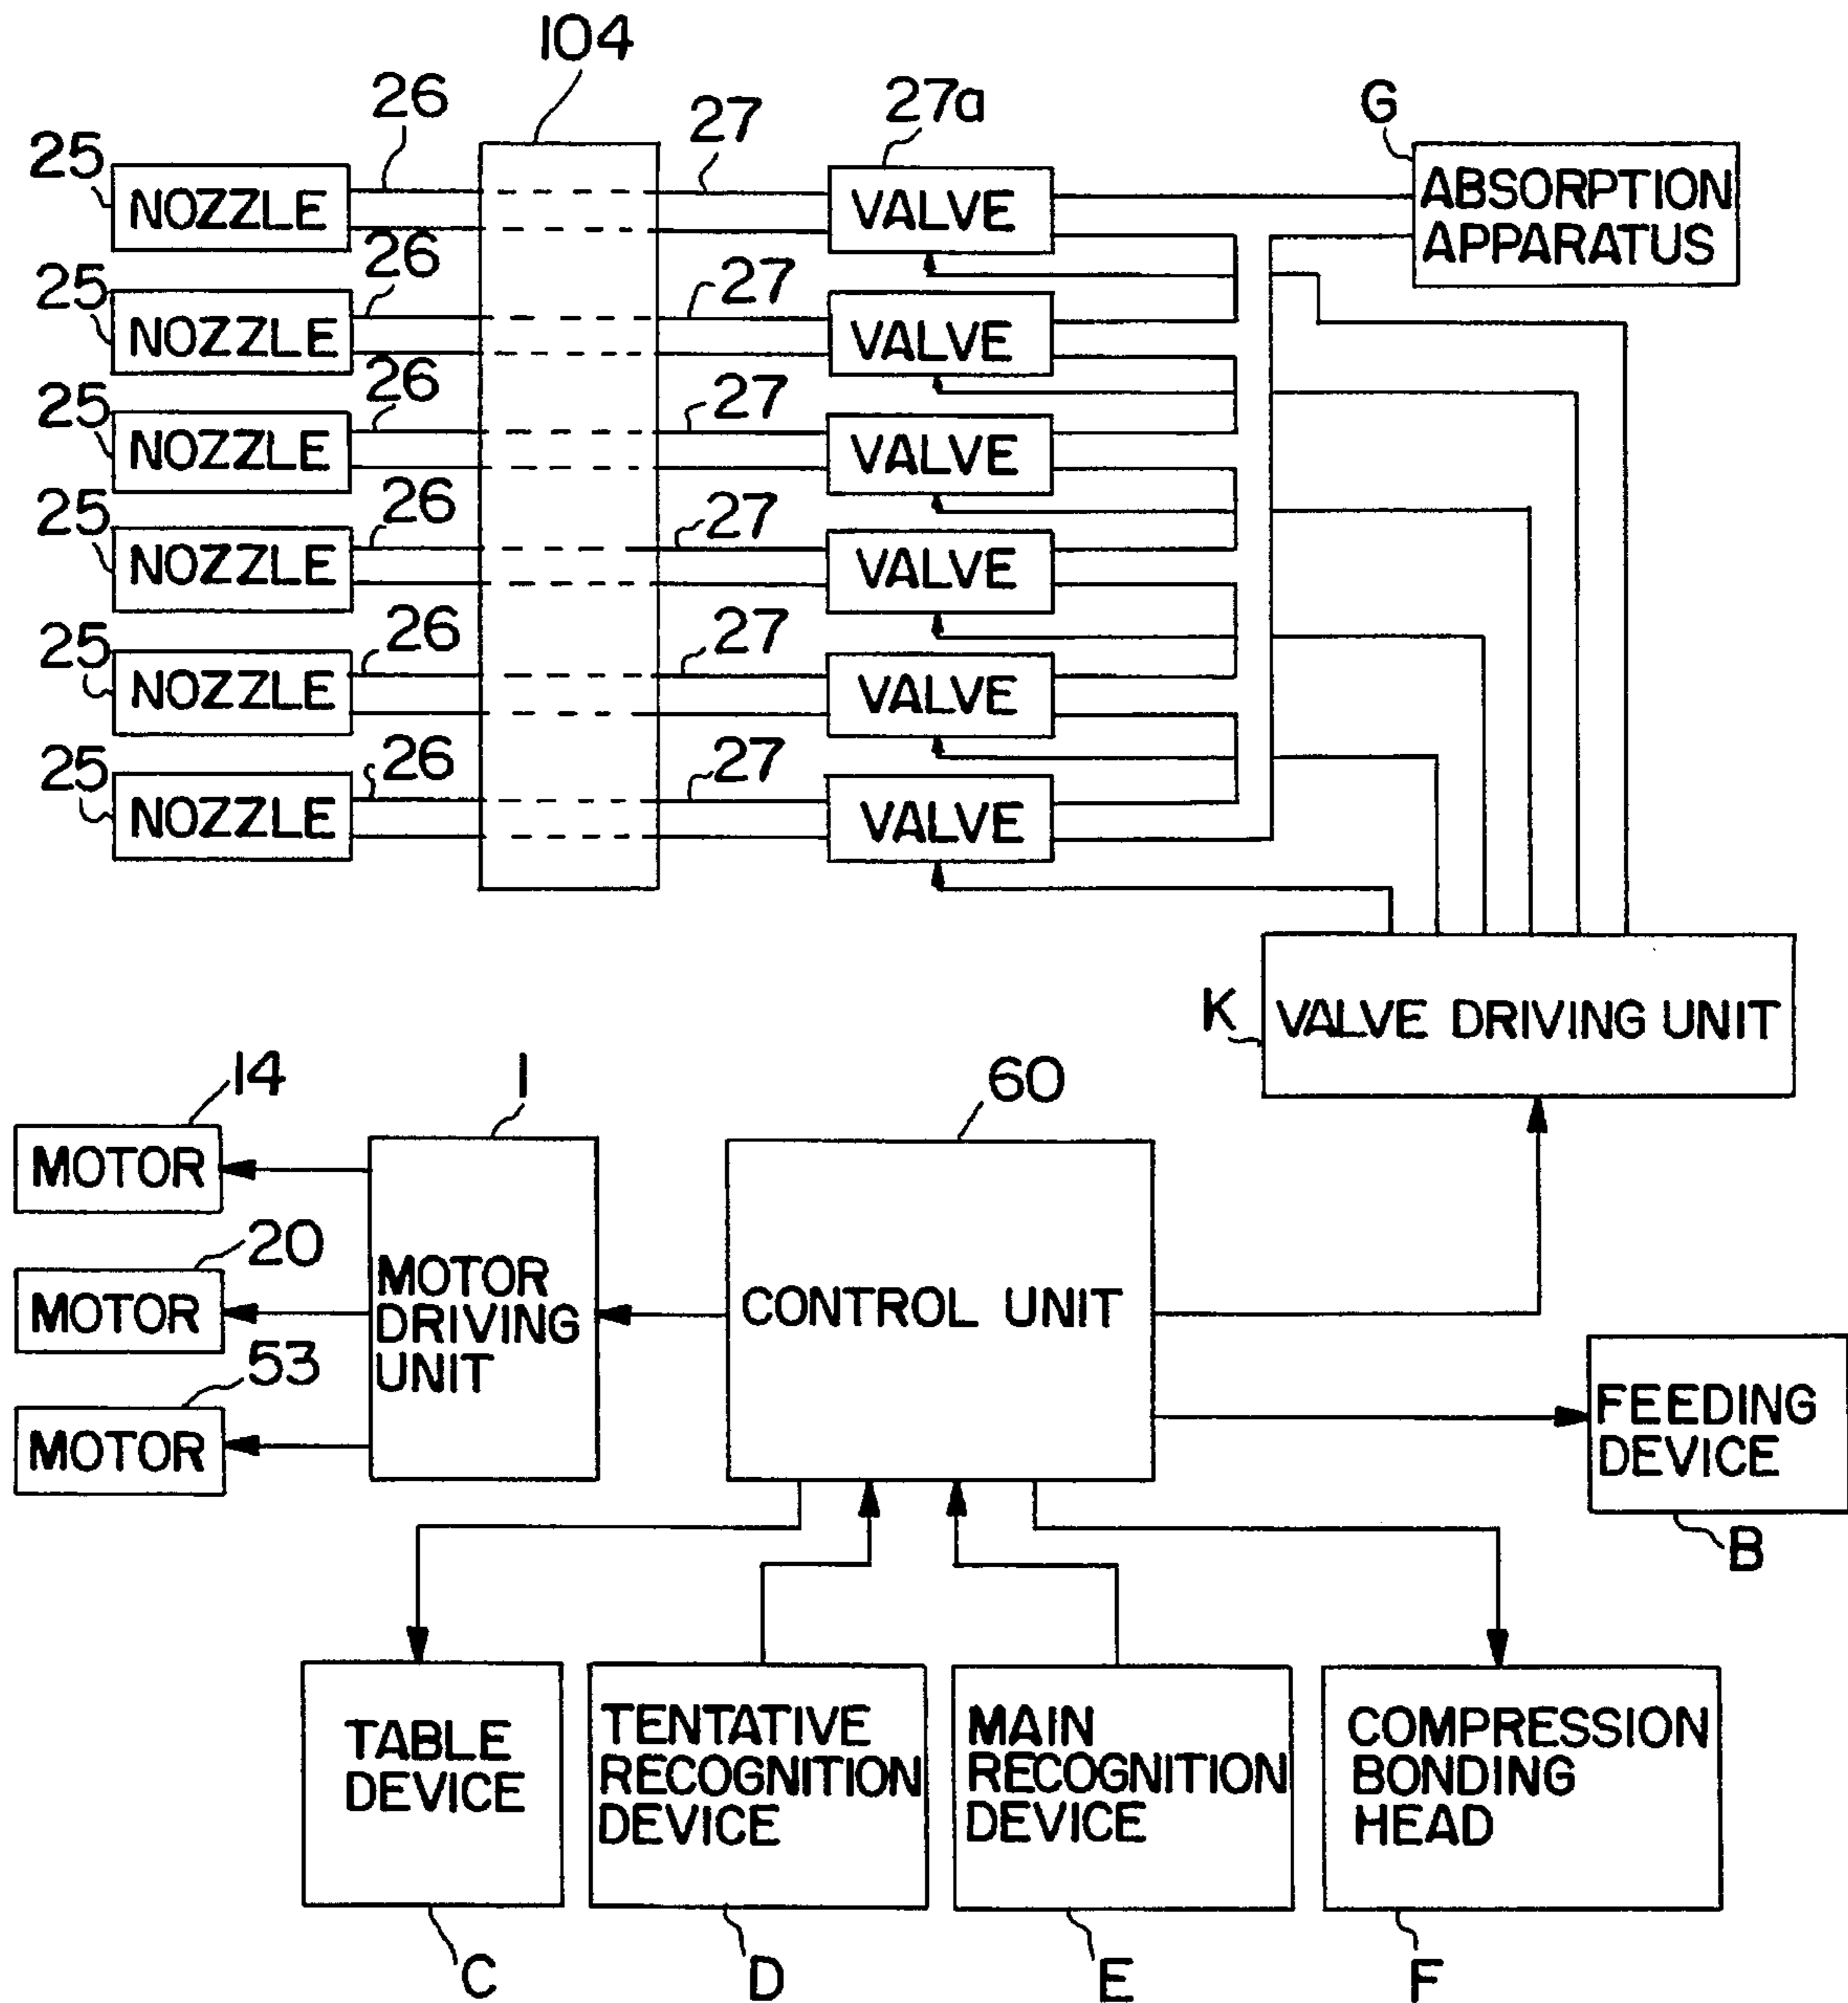 104
26
27
27a
G
25
NOZZLE
VALVE
ABSORPTION
APPARATUS
26
25
27
NOZZLE
VALVE
26
25
27
NOZZLE
VALVE
26
25
27
NOZZLE
VALVE
26
25
27
NOZZLE
VALVE
26
25
27
NOZZLE
VALVE
K
VALVE DRIVING UNIT
14
1
60
MOTOR
20
MOTOR
53
MOTOR
MOTOR
DRIVING
UNIT
CONTROL UNIT
FEEDING
DEVICE
B
TABLE
DEVICE
TENTATIVE
RECOGNITION
DEVICE
MAIN
RECOGNITION
DEVICE
COMPRESSION
BONDING
HEAD
C
D
E
F